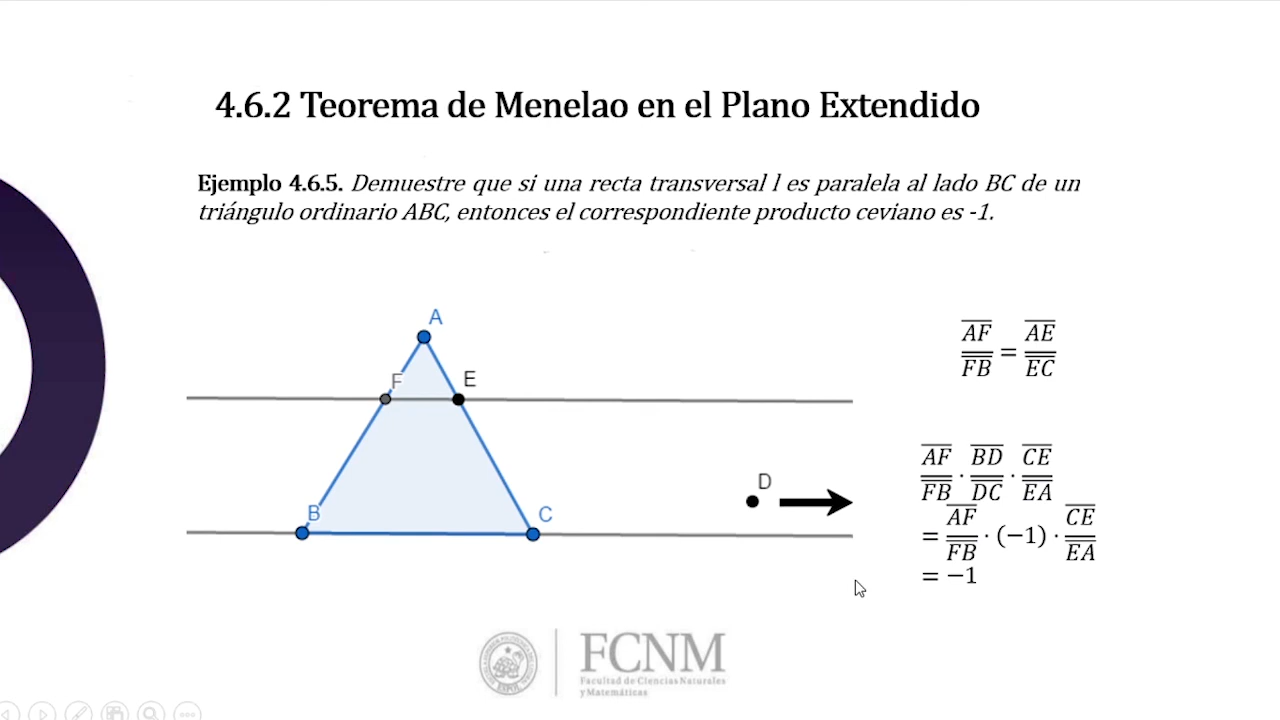 4.6.2 Teorema de Menelao en el Plano Extendido
Ejemplo 4.6.5. Demuestre que si una recta transversal l es paralela al lado BC de un
triángulo ordinario ABC, entonces el correspondiente producto ceviano es -1.
A
F
E
D
B
C
AF/FB = AE/EC
AF/FB · BD/DC · CE/EA
= AF/FB · (−1) · CE/EA
= −1
FCNM
Facultad de Ciencias Naturales
y Matemáticas